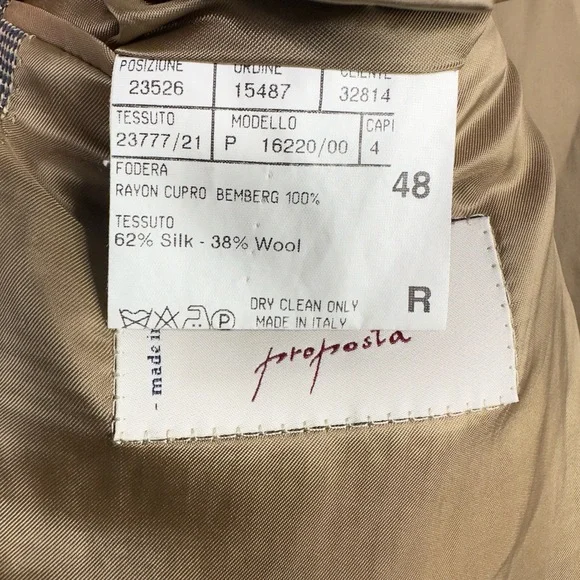 POSIZIONE ORDINE CLIENTE
23526 15487 32814
TESSUTO MODELLO CAPI
23777/21 P 16220/00 4
FODERA
RAYON CUPRO BEMBERG 100% 48
TESSUTO
62% Silk - 38% Wool
DRY CLEAN ONLY
MADE IN ITALY R
P
- made in
proposta